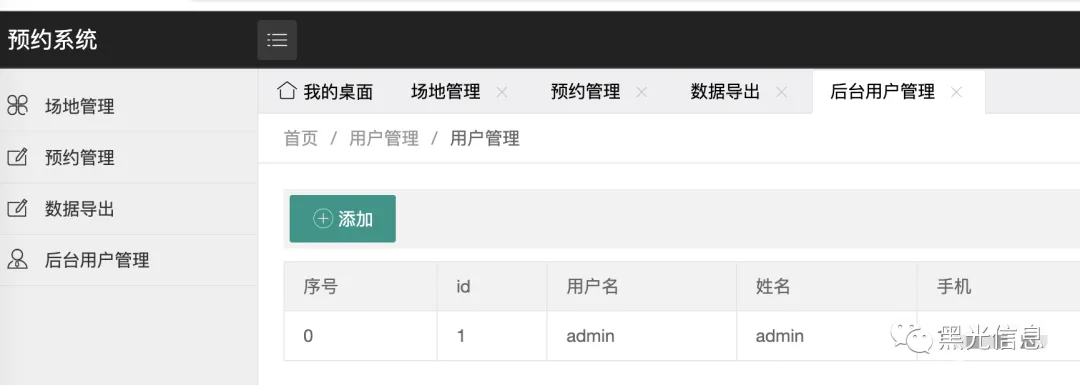 预约系统
我的桌面 场地管理 预约管理 数据导出 后台用户管理
首页 / 用户管理 / 用户管理
场地管理
预约管理
数据导出
后台用户管理
添加
序号 id 用户名 姓名 手机
0 1 admin admin
黑光信息